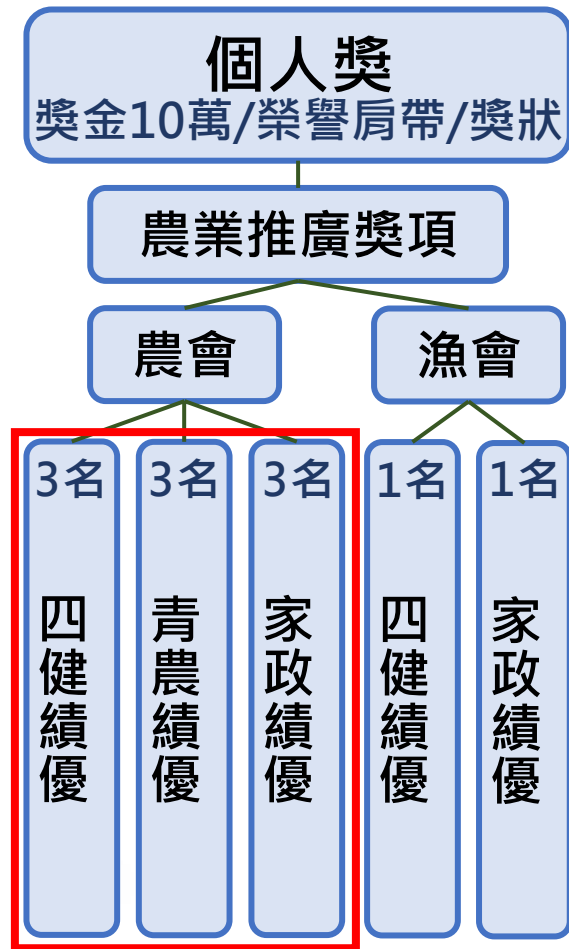 個人獎
獎金10萬/榮譽肩帶/獎狀
農業推廣獎項
農會
漁會
3名
四健績優
3名
青農績優
3名
家政績優
1名
四健績優
1名
家政績優